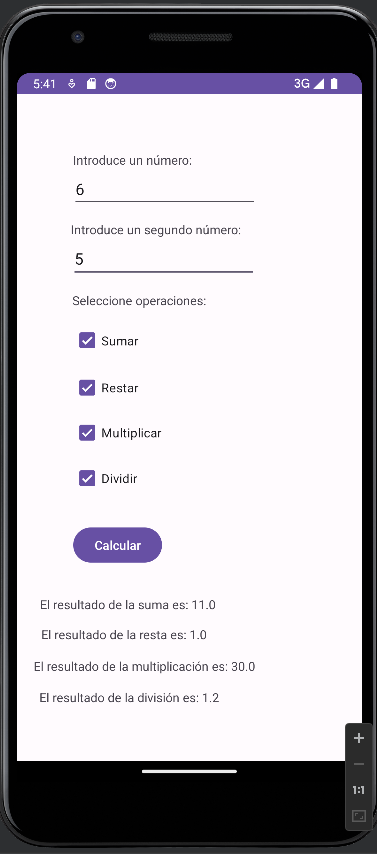 5:41 3G
Introduce un número:
6
Introduce un segundo número:
5
Seleccione operaciones:
Sumar
Restar
Multiplicar
Dividir
Calcular
El resultado de la suma es: 11.0
El resultado de la resta es: 1.0
El resultado de la multiplicación es: 30.0
El resultado de la división es: 1.2
1:1